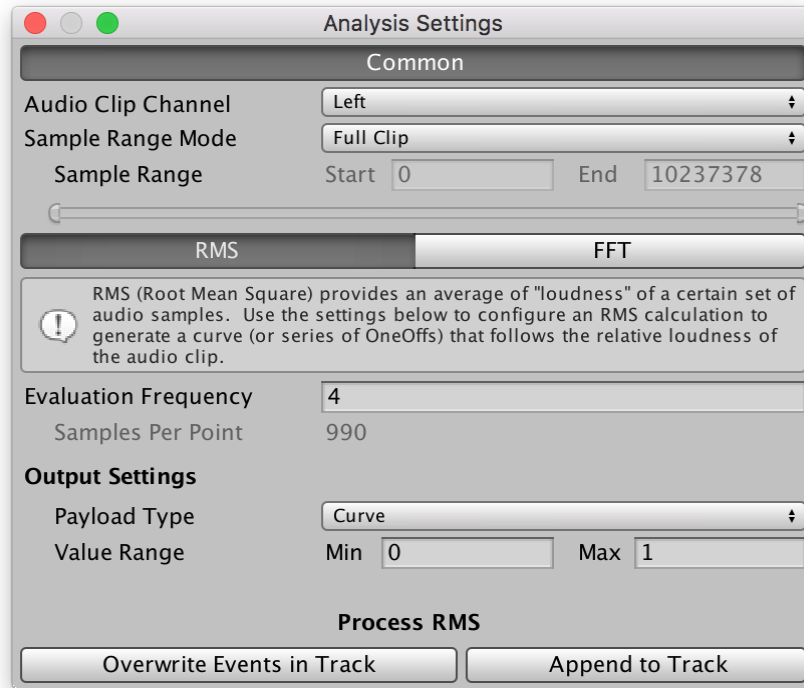 Analysis Settings
Common
Audio Clip Channel Left
Sample Range Mode Full Clip
Sample Range Start 0 End 10237378
RMS FFT
RMS (Root Mean Square) provides an average of "loudness" of a certain set of
audio samples. Use the settings below to configure an RMS calculation to
generate a curve (or series of OneOffs) that follows the relative loudness of
the audio clip.
Evaluation Frequency 4
Samples Per Point 990
Output Settings
Payload Type Curve
Value Range Min 0 Max 1
Process RMS
Overwrite Events in Track Append to Track